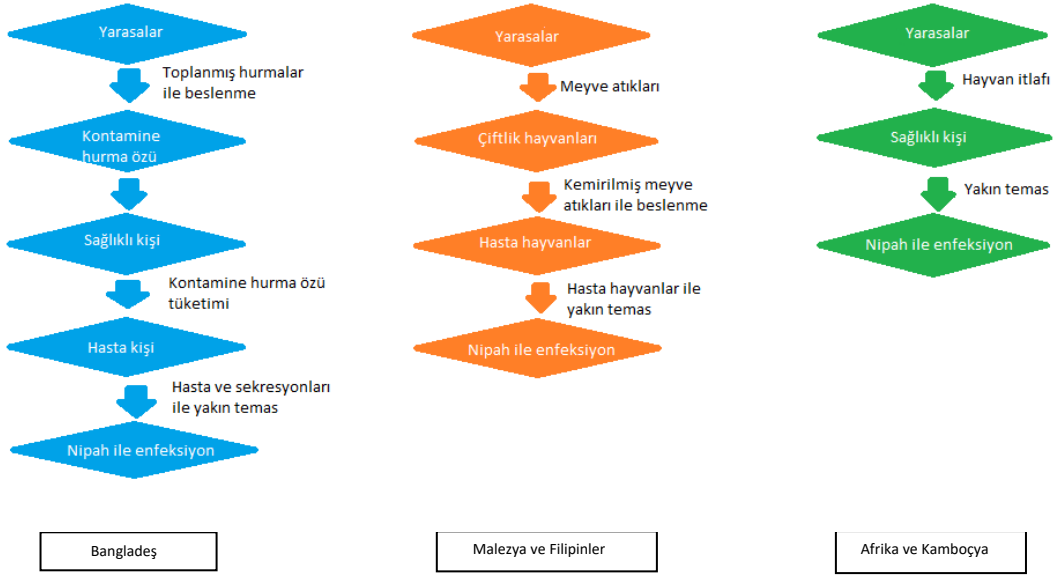 Yarasalar
Toplanmış hurmalar
ile beslenme
Kontamine
hurma özü
Sağlıklı kişi
Kontamine hurma özü
tüketimi
Hasta kişi
Hasta ve sekresyonları
ile yakın temas
Nipah ile enfeksiyon
Bangladeş
Yarasalar
Meyve atıkları
Çiftlik hayvanları
Kemirilmiş meyve
atıkları ile beslenme
Hasta hayvanlar
Hasta hayvanlar ile
yakın temas
Nipah ile enfeksiyon
Malezya ve Filipinler
Yarasalar
Hayvan itlafı
Sağlıklı kişi
Yakın temas
Nipah ile enfeksiyon
Afrika ve Kamboçya